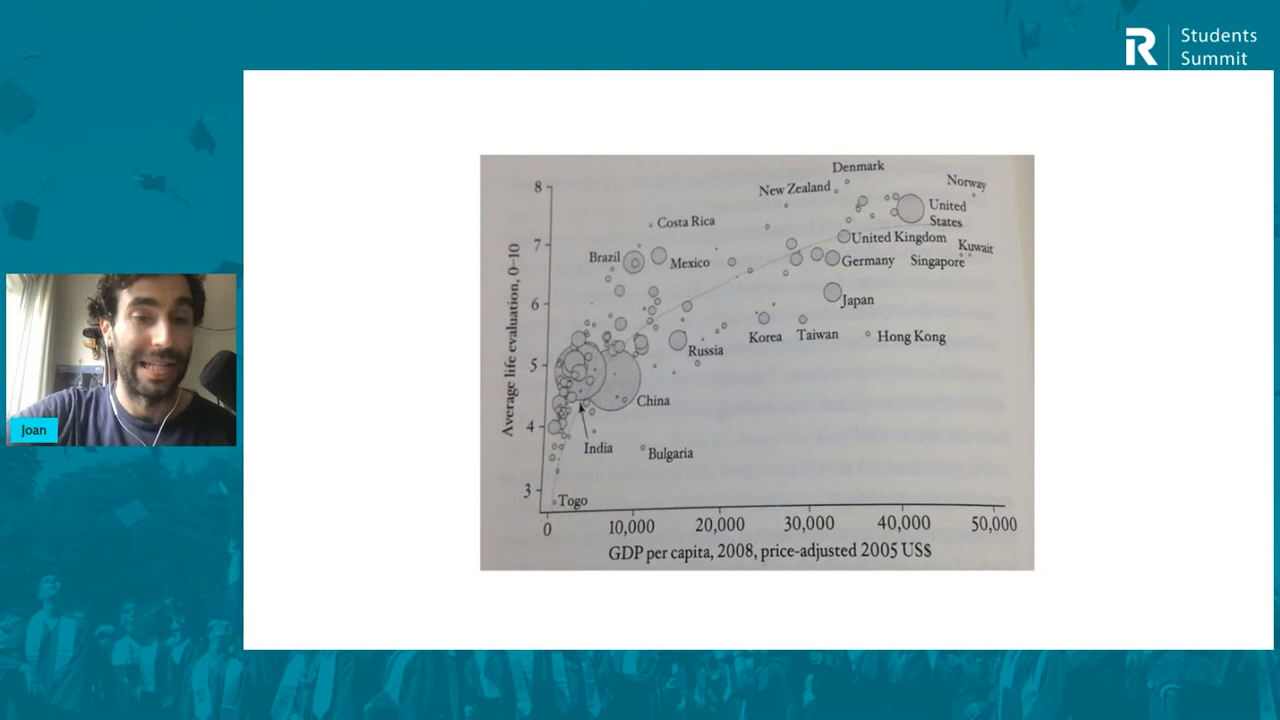 Students
Summit
Joan
Denmark
Norway
New Zealand
United
States
Costa Rica
United Kingdom
Kuwait
Brazil
Mexico
Germany
Singapore
Japan
Korea
Taiwan
Hong Kong
Russia
China
India
Bulgaria
Togo
Average life evaluation, 0–10
8
7
6
5
4
3
0
10,000
20,000
30,000
40,000
50,000
GDP per capita, 2008, price-adjusted 2005 US$